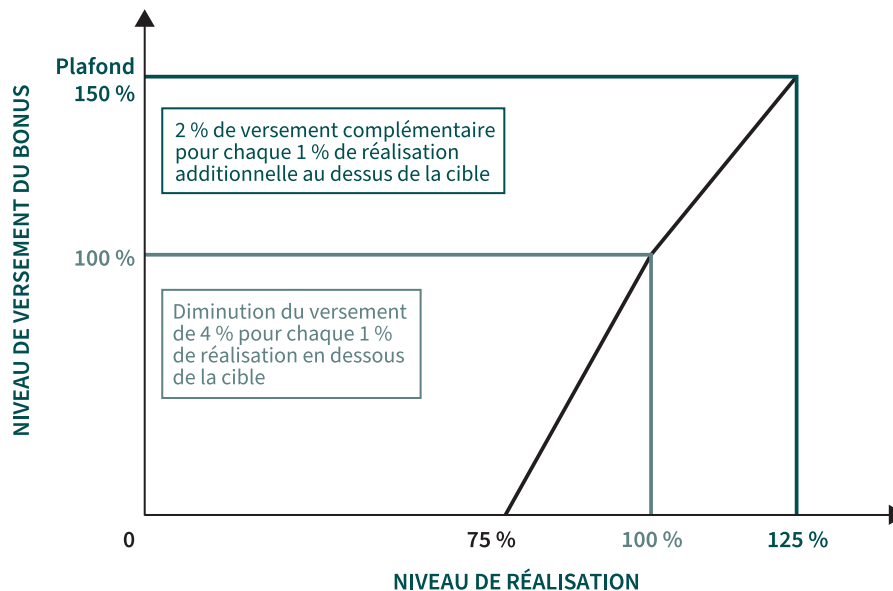 NIVEAU DE VERSEMENT DU BONUS
Plafond
150 %
2 % de versement complémentaire
pour chaque 1 % de réalisation
additionnelle au dessus de la cible
100 %
Diminution du versement
de 4 % pour chaque 1 %
de réalisation en dessous
de la cible
0
75 %
100 %
125 %
NIVEAU DE RÉALISATION